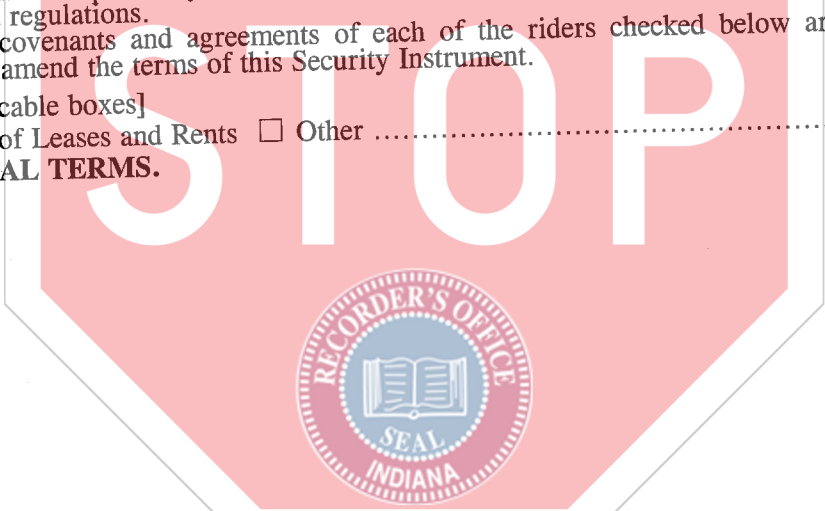 regulations.
covenants and agreements of each of the riders checked below
amend the terms of this Security Instrument.
cable boxes]
of Leases and Rents ☐ Other ..........................................................
AL TERMS.
STOP
RECORDER'S OFFICE
SEAL
INDIANA